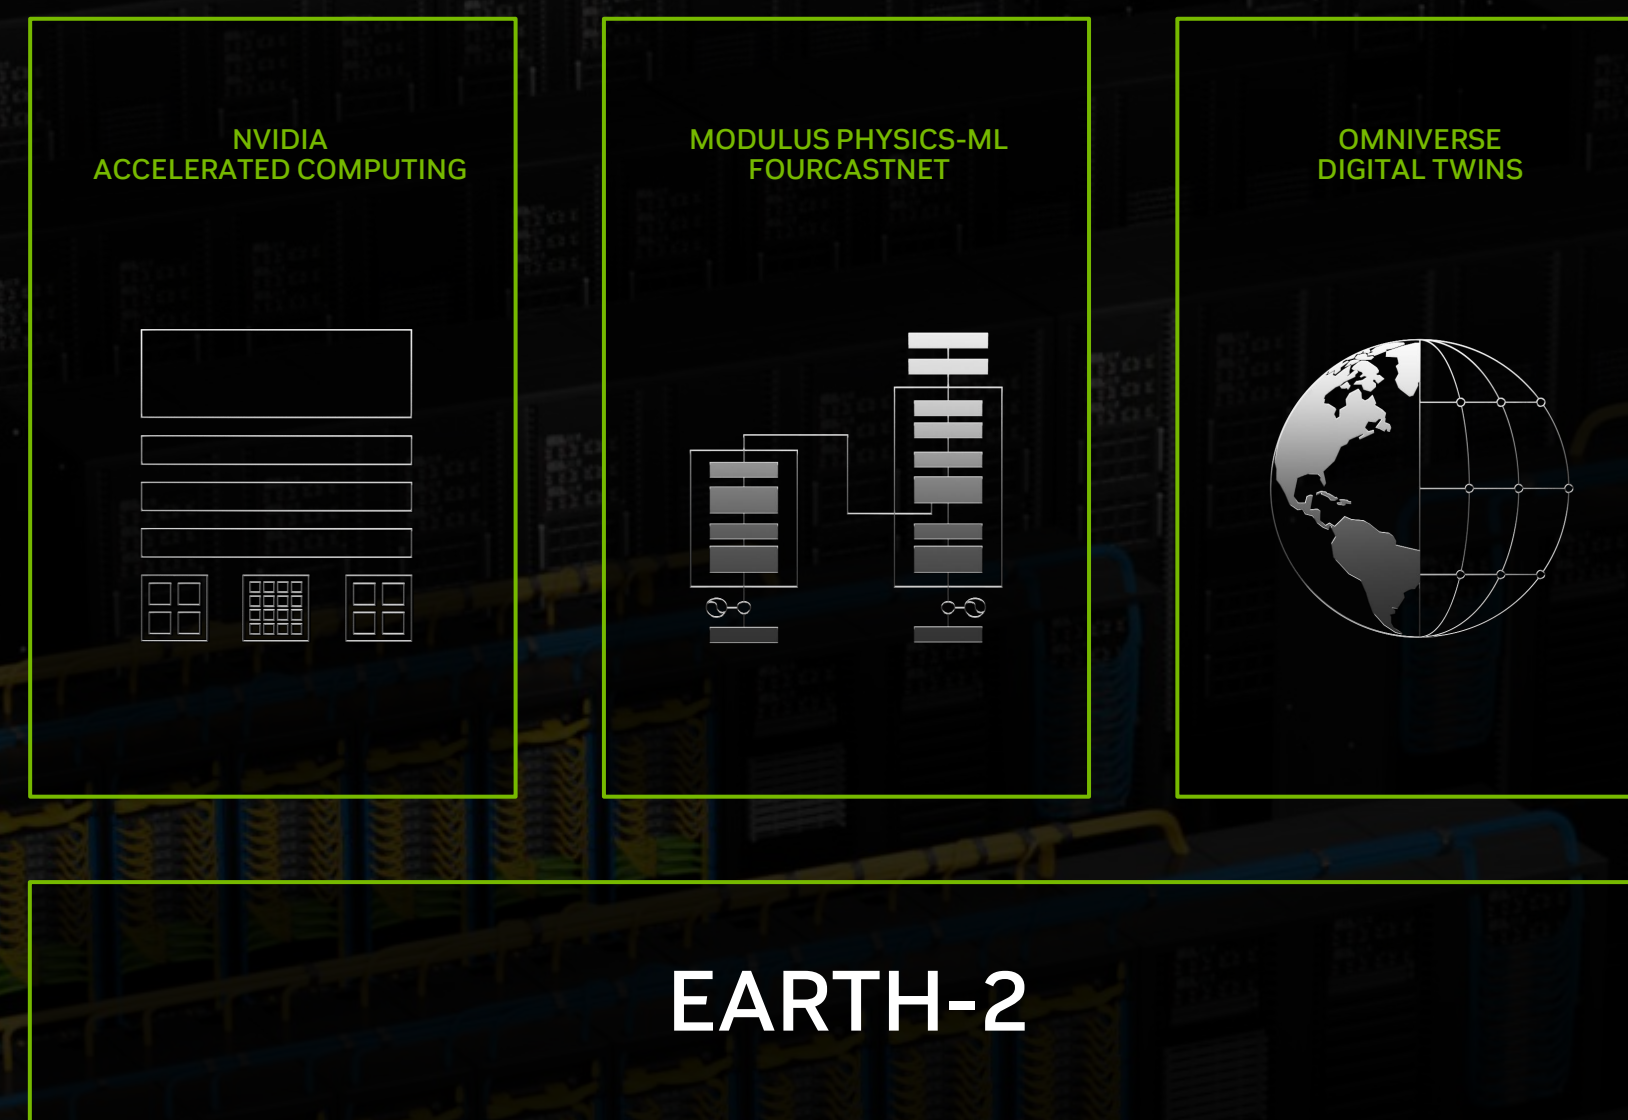 NVIDIA
ACCELERATED COMPUTING
MODULUS PHYSICS-ML
FOURCASTNET
OMNIVERSE
DIGITAL TWINS
EARTH-2